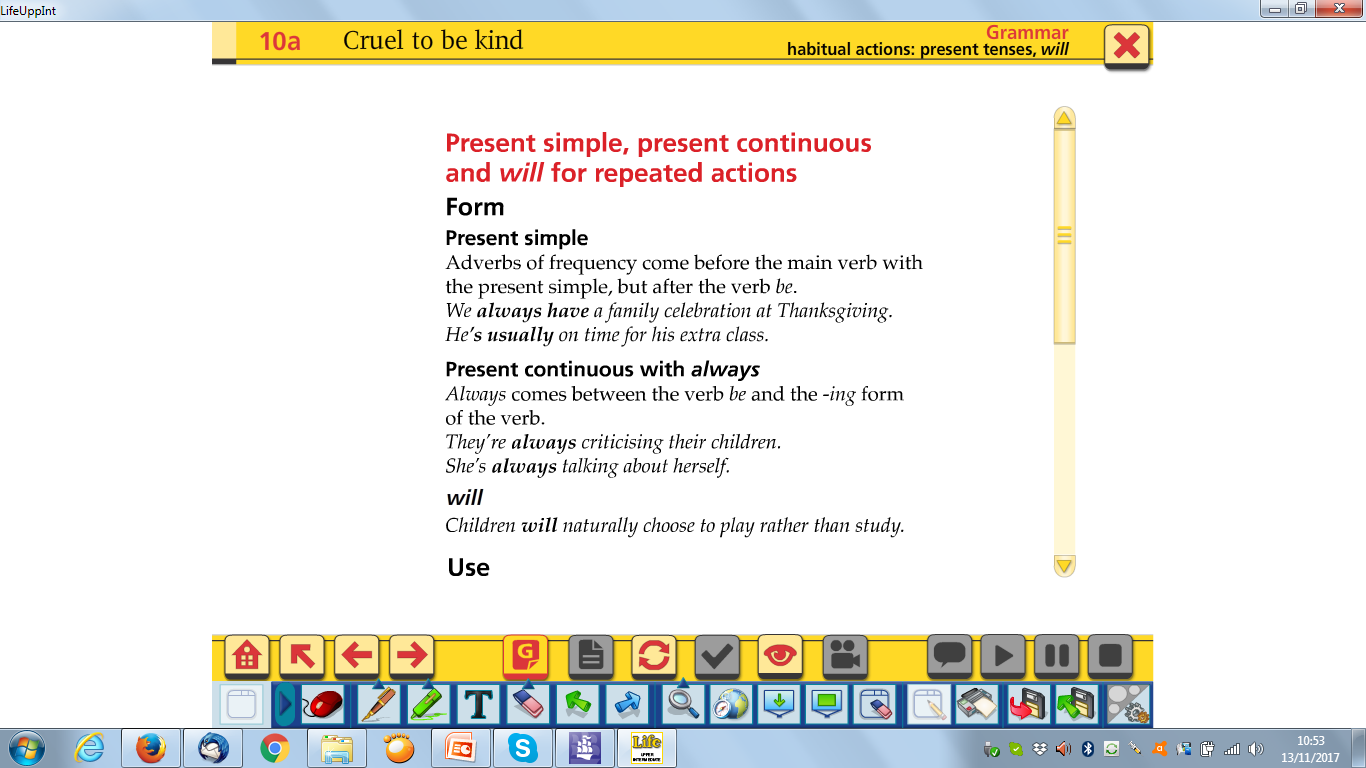 LifeUppInt
10a Cruel to be kind
Grammar
habitual actions: present tenses, will
Present simple, present continuous
and will for repeated actions
Form
Present simple
Adverbs of frequency come before the main verb with
the present simple, but after the verb be.
We always have a family celebration at Thanksgiving.
He's usually on time for his extra class.
Present continuous with always
Always comes between the verb be and the -ing form
of the verb.
They're always criticising their children.
She's always talking about herself.
will
Children will naturally choose to play rather than study.
Use
G
T
Life
UPPER
INTERMEDIATE
10:53
13/11/2017